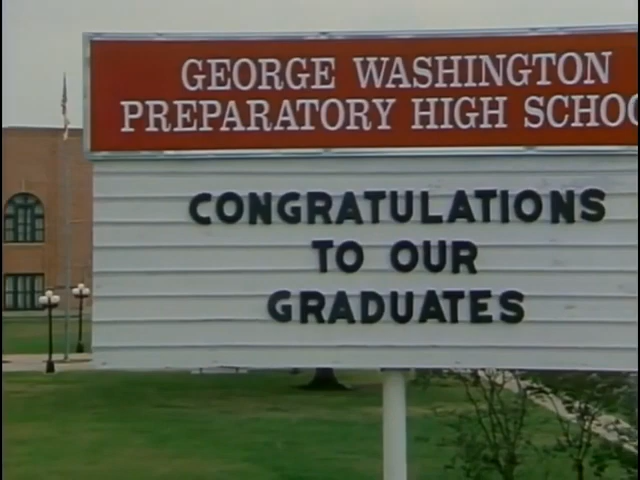 GEORGE WASHINGTON
PREPARATORY HIGH SCHOO
CONGRATULATIONS
TO OUR
GRADUATES